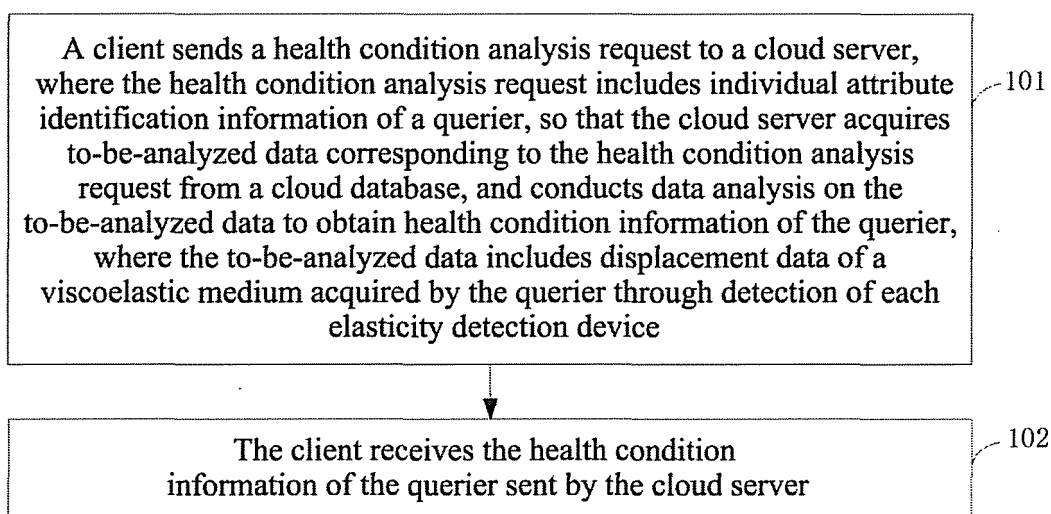 A client sends a health condition analysis request to a cloud server,
where the health condition analysis request includes individual attribute
identification information of a querier, so that the cloud server acquires
to-be-analyzed data corresponding to the health condition analysis
request from a cloud database, and conducts data analysis on the
to-be-analyzed data to obtain health condition information of the querier,
where the to-be-analyzed data includes displacement data of a
viscoelastic medium acquired by the querier through detection of each
elasticity detection device
101
The client receives the health condition
information of the querier sent by the cloud server
102